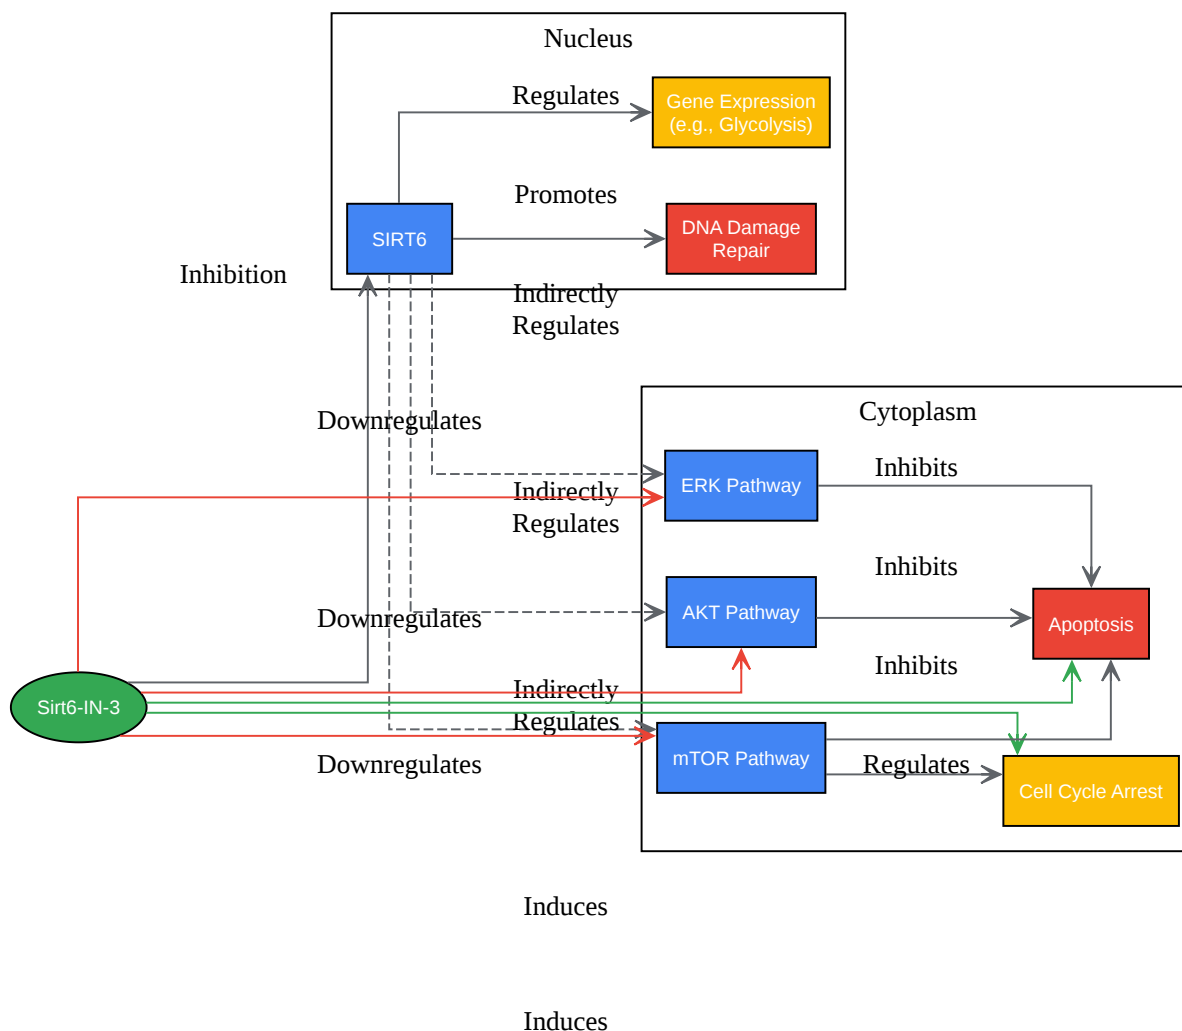 Nucleus
Regulates
Gene Expression
(e.g., Glycolysis)
Promotes
SIRT6
DNA Damage
Repair
Inhibition
Indirectly
Regulates
Cytoplasm
Downregulates
Inhibits
ERK Pathway
Indirectly
Regulates
Inhibits
AKT Pathway
Downregulates
Apoptosis
Inhibits
Indirectly
Regulates
Sirt6-IN-3
mTOR Pathway
Downregulates
Regulates
Cell Cycle Arrest
Induces
Induces